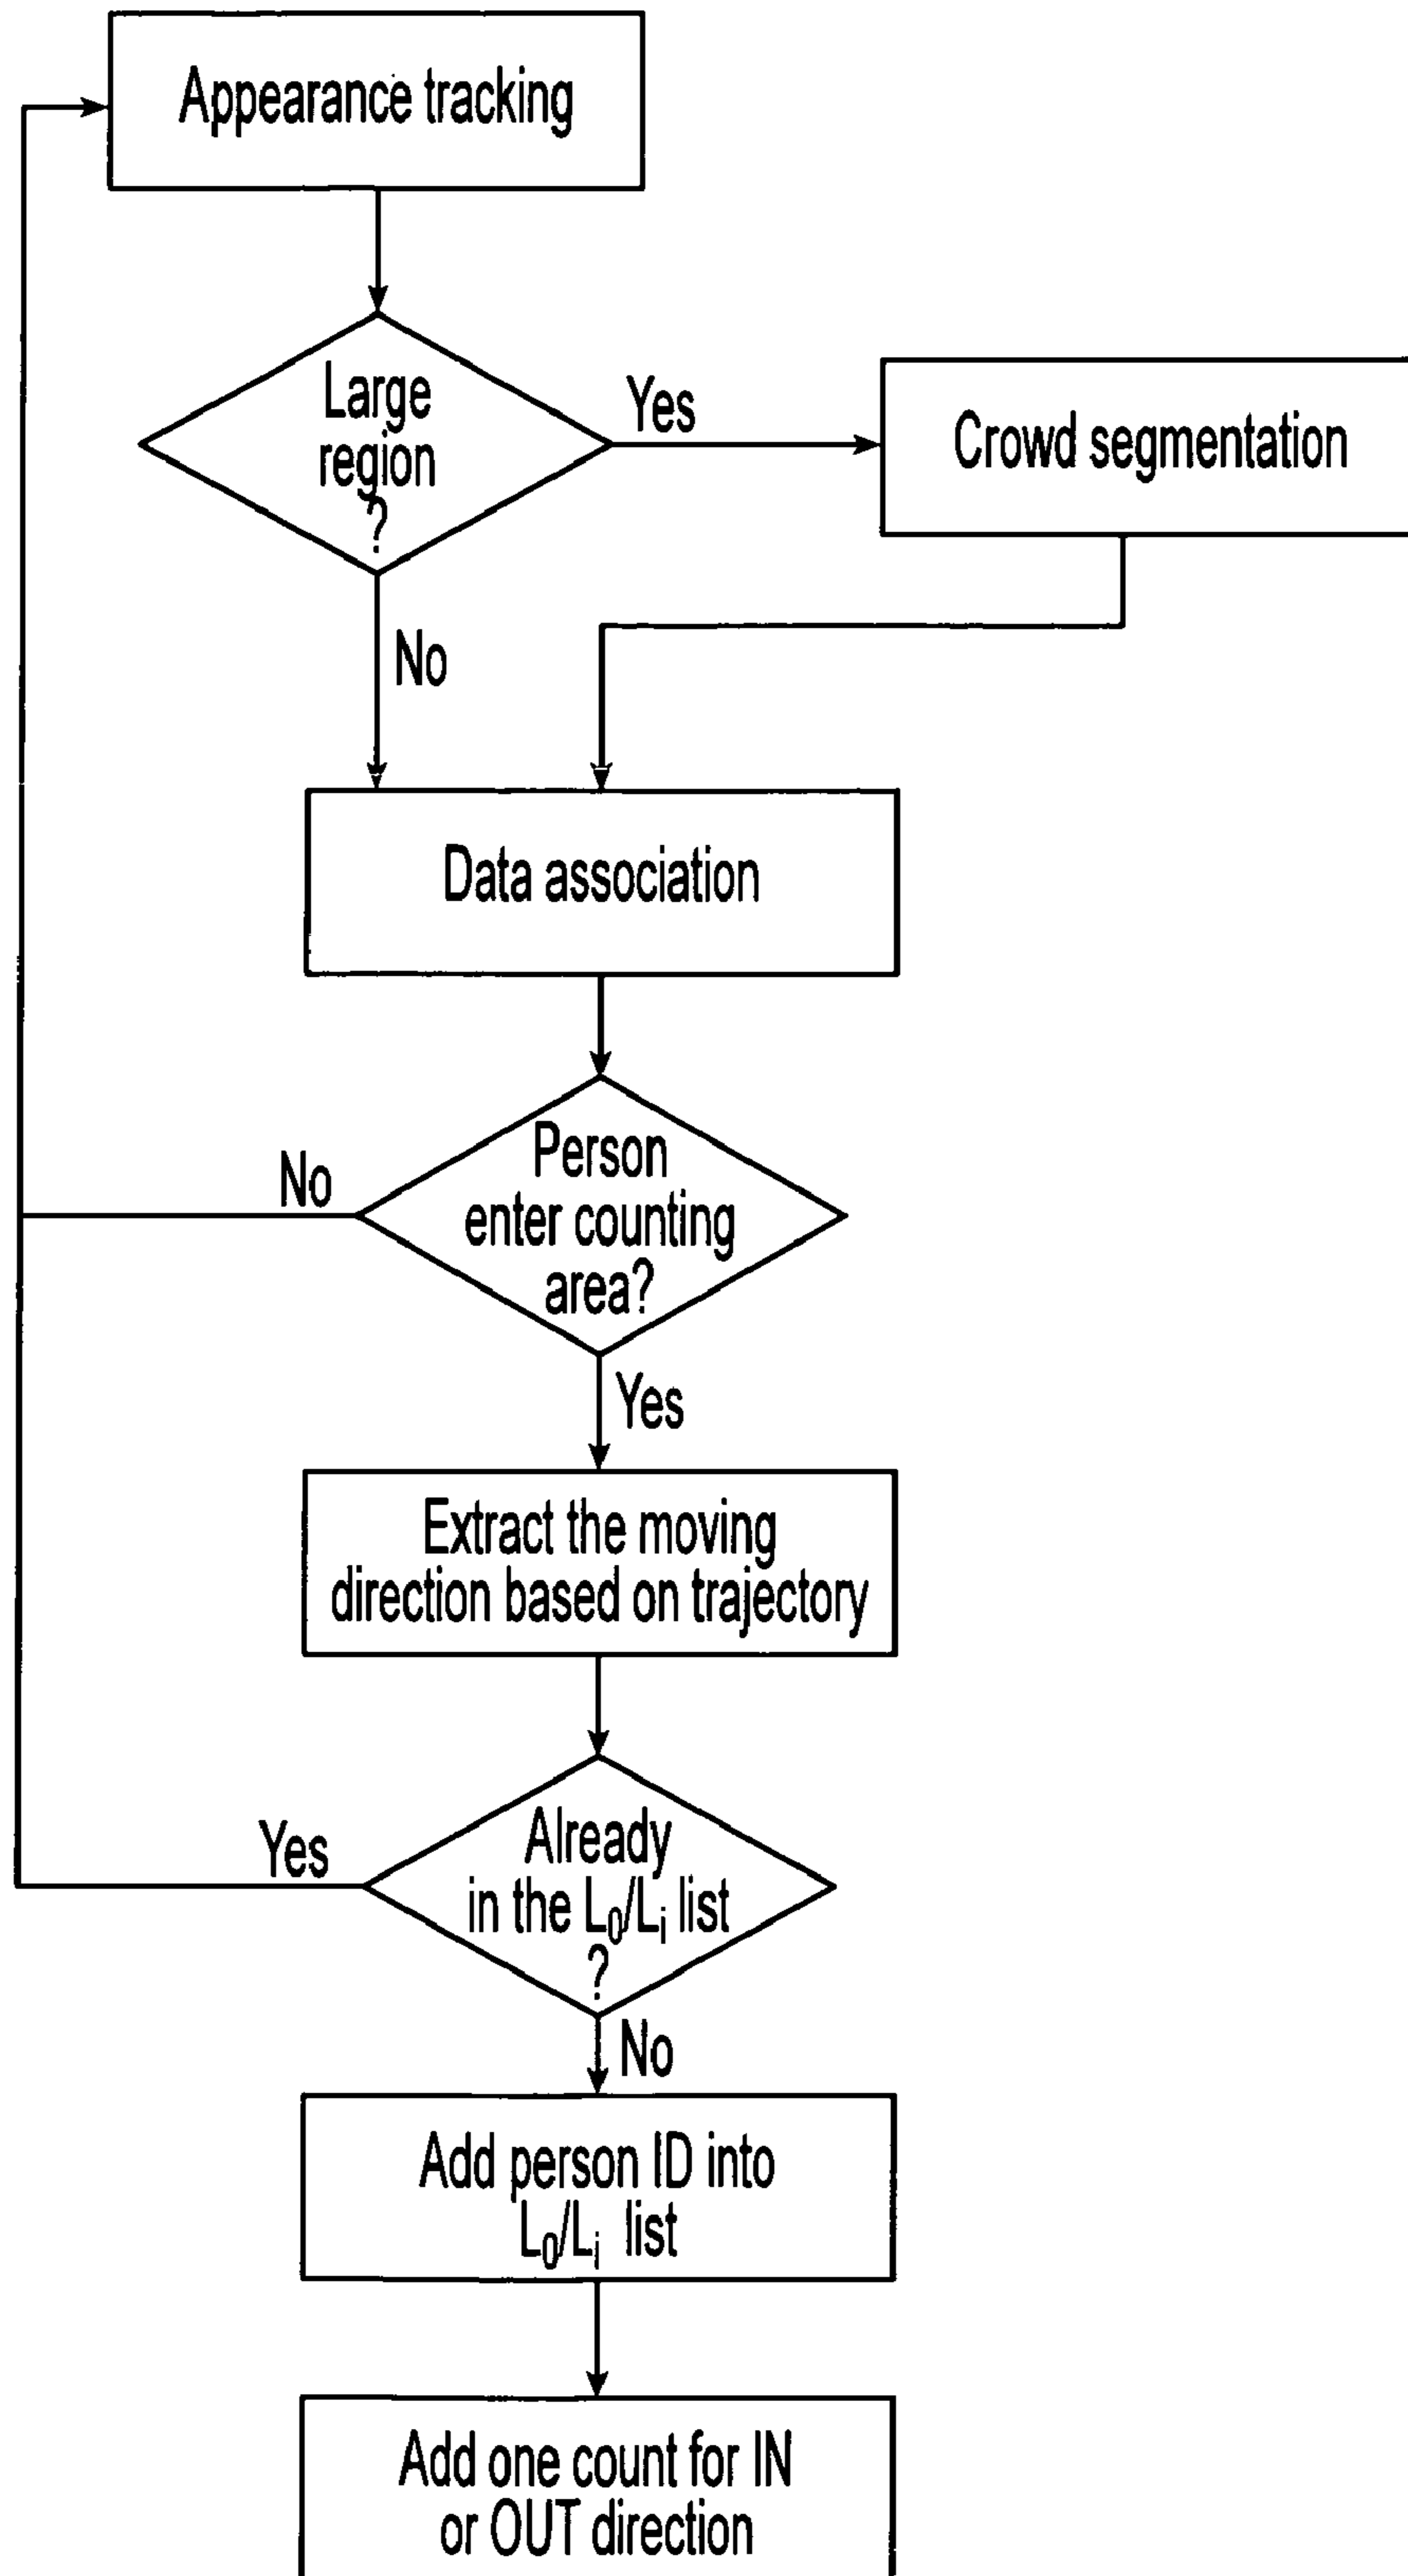 Appearance tracking
Large
region
?
Yes
Crowd segmentation
No
Data association
Person
enter counting
area?
No
Yes
Extract the moving
direction based on trajectory
Already
in the L₀/Lᵢ list
?
Yes
No
Add person ID into
L₀/Lᵢ list
Add one count for IN
or OUT direction